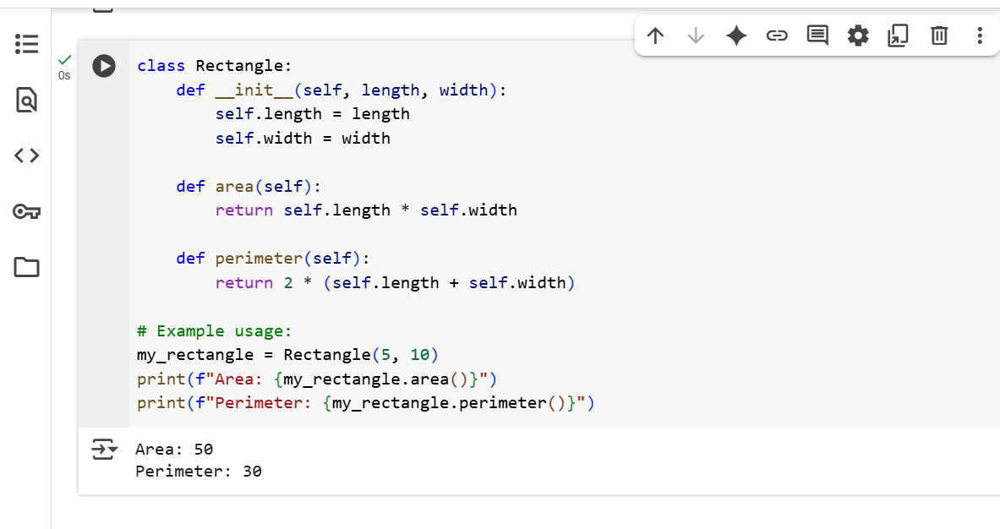 0s
class Rectangle:
    def __init__(self, length, width):
        self.length = length
        self.width = width
    def area(self):
        return self.length * self.width
    def perimeter(self):
        return 2 * (self.length + self.width)
# Example usage:
my_rectangle = Rectangle(5, 10)
print(f"Area: {my_rectangle.area()}")
print(f"Perimeter: {my_rectangle.perimeter()}")
Area: 50
Perimeter: 30